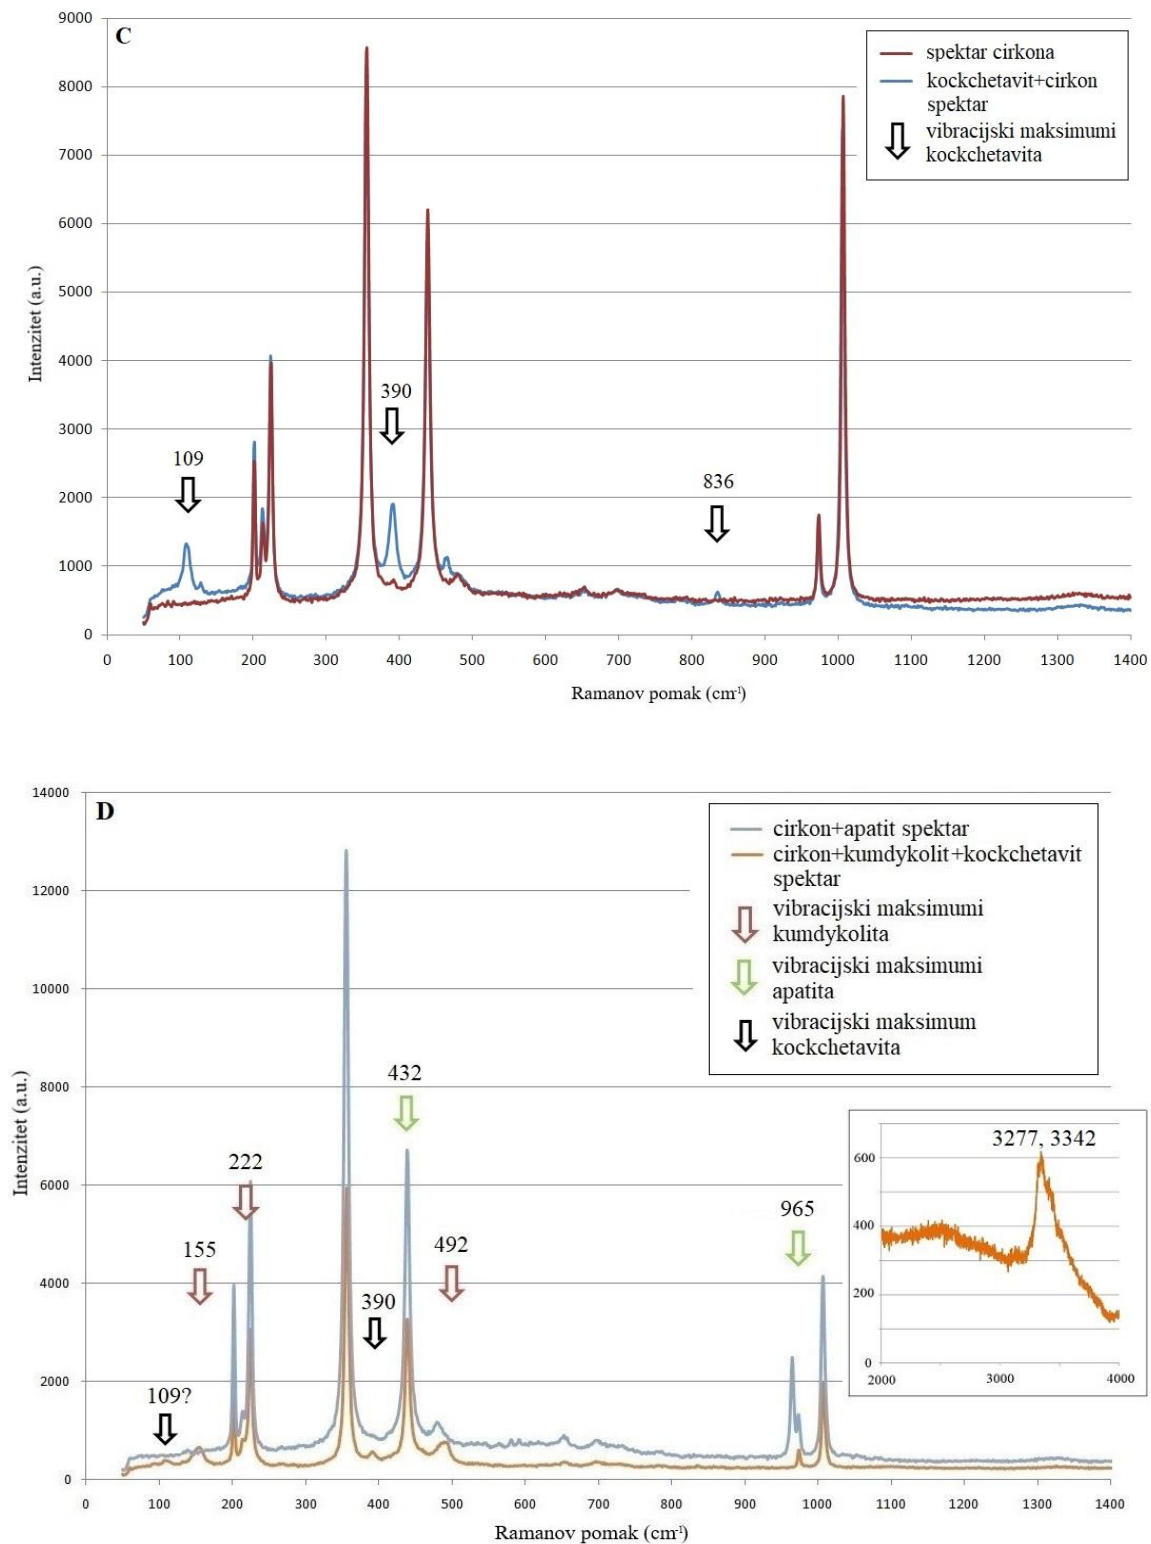 C
9000
8000
7000
6000
5000
4000
3000
2000
1000
0
Intenzitet (a.u.)
spektar cirkona
kockchetavit+cirkon
spektar
vibracijski maksimumi
kockchetavita
109
390
836
0 100 200 300 400 500 600 700 800 900 1000 1100 1200 1300 1400
Ramanov pomak (cm⁻¹)
D
14000
12000
10000
8000
6000
4000
2000
0
Intenzitet (a.u.)
cirkon+apatit spektar
cirkon+kumdykolit+kockchetavit
spektar
vibracijski maksimumi
kumdykolita
vibracijski maksimumi
apatita
vibracijski maksimum
kockchetavita
432
222
155
492
390
109?
965
3277, 3342
600
400
200
0
2000 3000 4000
0 100 200 300 400 500 600 700 800 900 1000 1100 1200 1300 1400
Ramanov pomak (cm⁻¹)